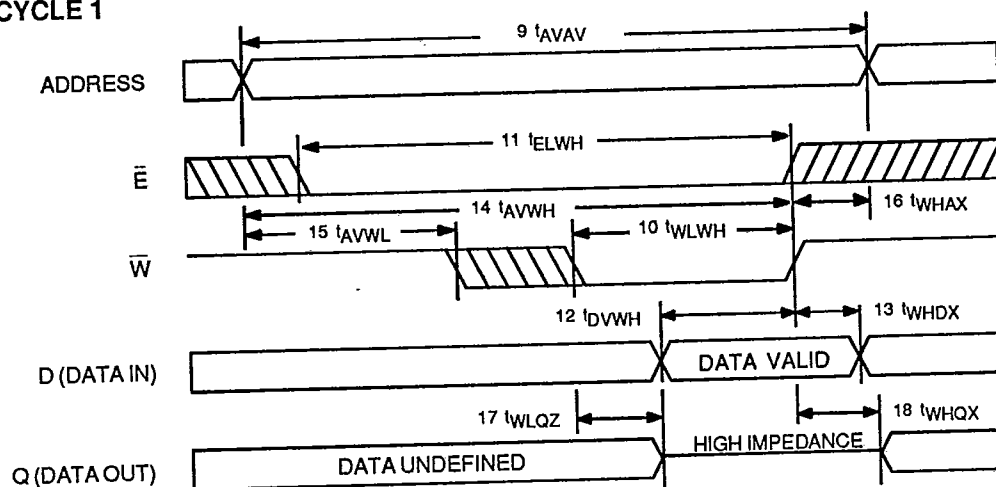 CYCLE 1
9 tAVAV
ADDRESS
11 tELWH
E̅
14 tAVWH
16 tWHAX
15 tAVWL
10 tWLWH
W̅
12 tDVWH
13 tWHDX
D (DATA IN)
DATA VALID
17 tWLQZ
18 tWHQX
HIGH IMPEDANCE
Q (DATA OUT)
DATA UNDEFINED